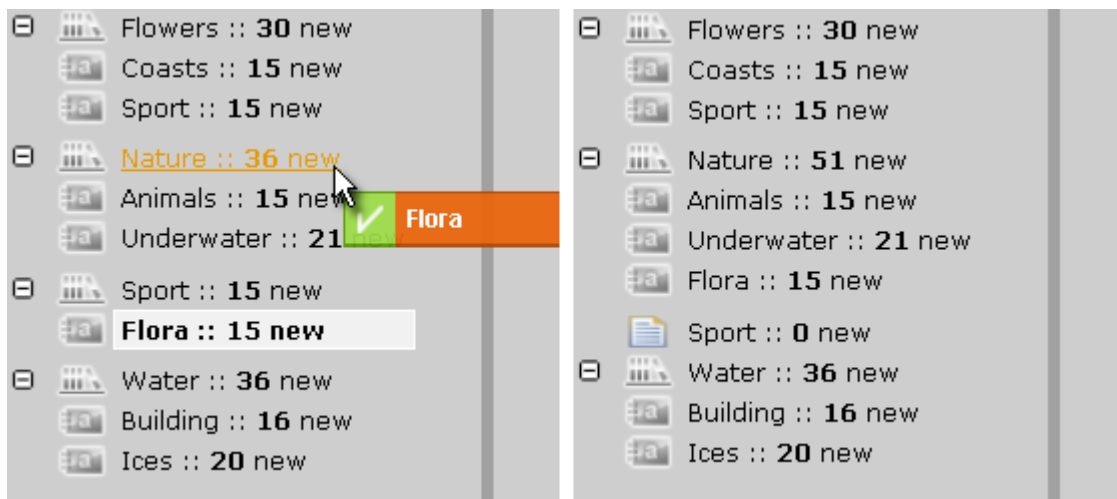 Flowers :: 30 new
Coasts :: 15 new
Sport :: 15 new
Nature :: 36 new
Animals :: 15 new
Flora
Underwater :: 21 new
Sport :: 15 new
Flora :: 15 new
Water :: 36 new
Building :: 16 new
Ices :: 20 new
Flowers :: 30 new
Coasts :: 15 new
Sport :: 15 new
Nature :: 51 new
Animals :: 15 new
Underwater :: 21 new
Flora :: 15 new
Sport :: 0 new
Water :: 36 new
Building :: 16 new
Ices :: 20 new